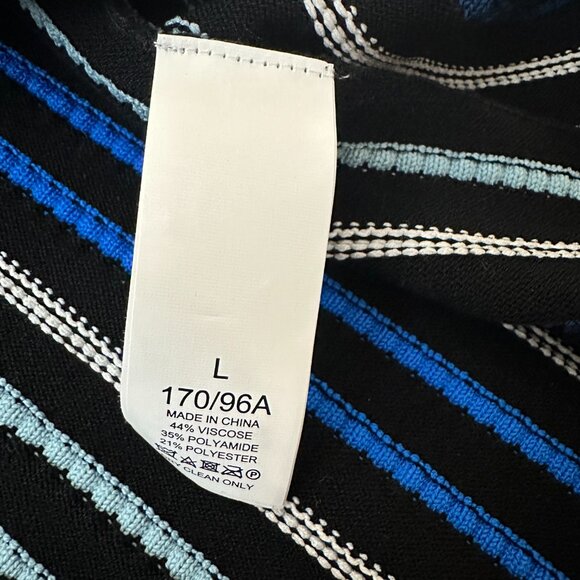 L
170/96A
MADE IN CHINA
44% VISCOSE
35% POLYAMIDE
21% POLYESTER
P
CLEAN ONLY